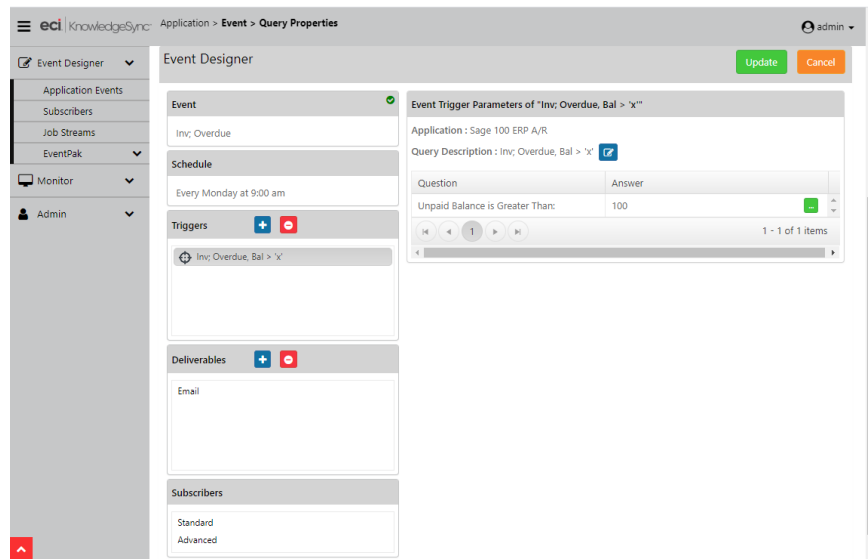 eci KnowledgeSync
Application > Event > Query Properties
admin
Event Designer
Application Events
Subscribers
Job Streams
EventPak
Monitor
Admin
Event Designer
Update
Cancel
Event
Inv; Overdue
Schedule
Every Monday at 9:00 am
Triggers
Inv; Overdue, Bal > 'x'
Deliverables
Email
Subscribers
Standard
Advanced
Event Trigger Parameters of "Inv; Overdue, Bal > 'x'"
Application : Sage 100 ERP A/R
Query Description : Inv; Overdue, Bal > 'x'
Question Answer
Unpaid Balance is Greater Than: 100 ...
1 1 - 1 of 1 items